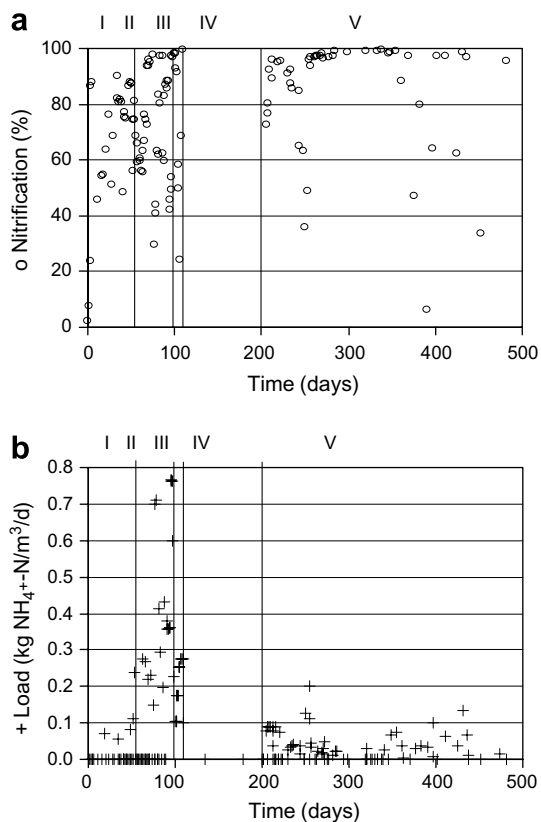 a
I II III IV V
o Nitrification (%)
100
80
60
40
20
0
0 100 200 300 400 500
Time (days)
b
I II III IV V
+ Load (kg NH₄⁺-N/m³/d)
0.8
0.7
0.6
0.5
0.4
0.3
0.2
0.1
0
0 100 200 300 400 500
Time (days)